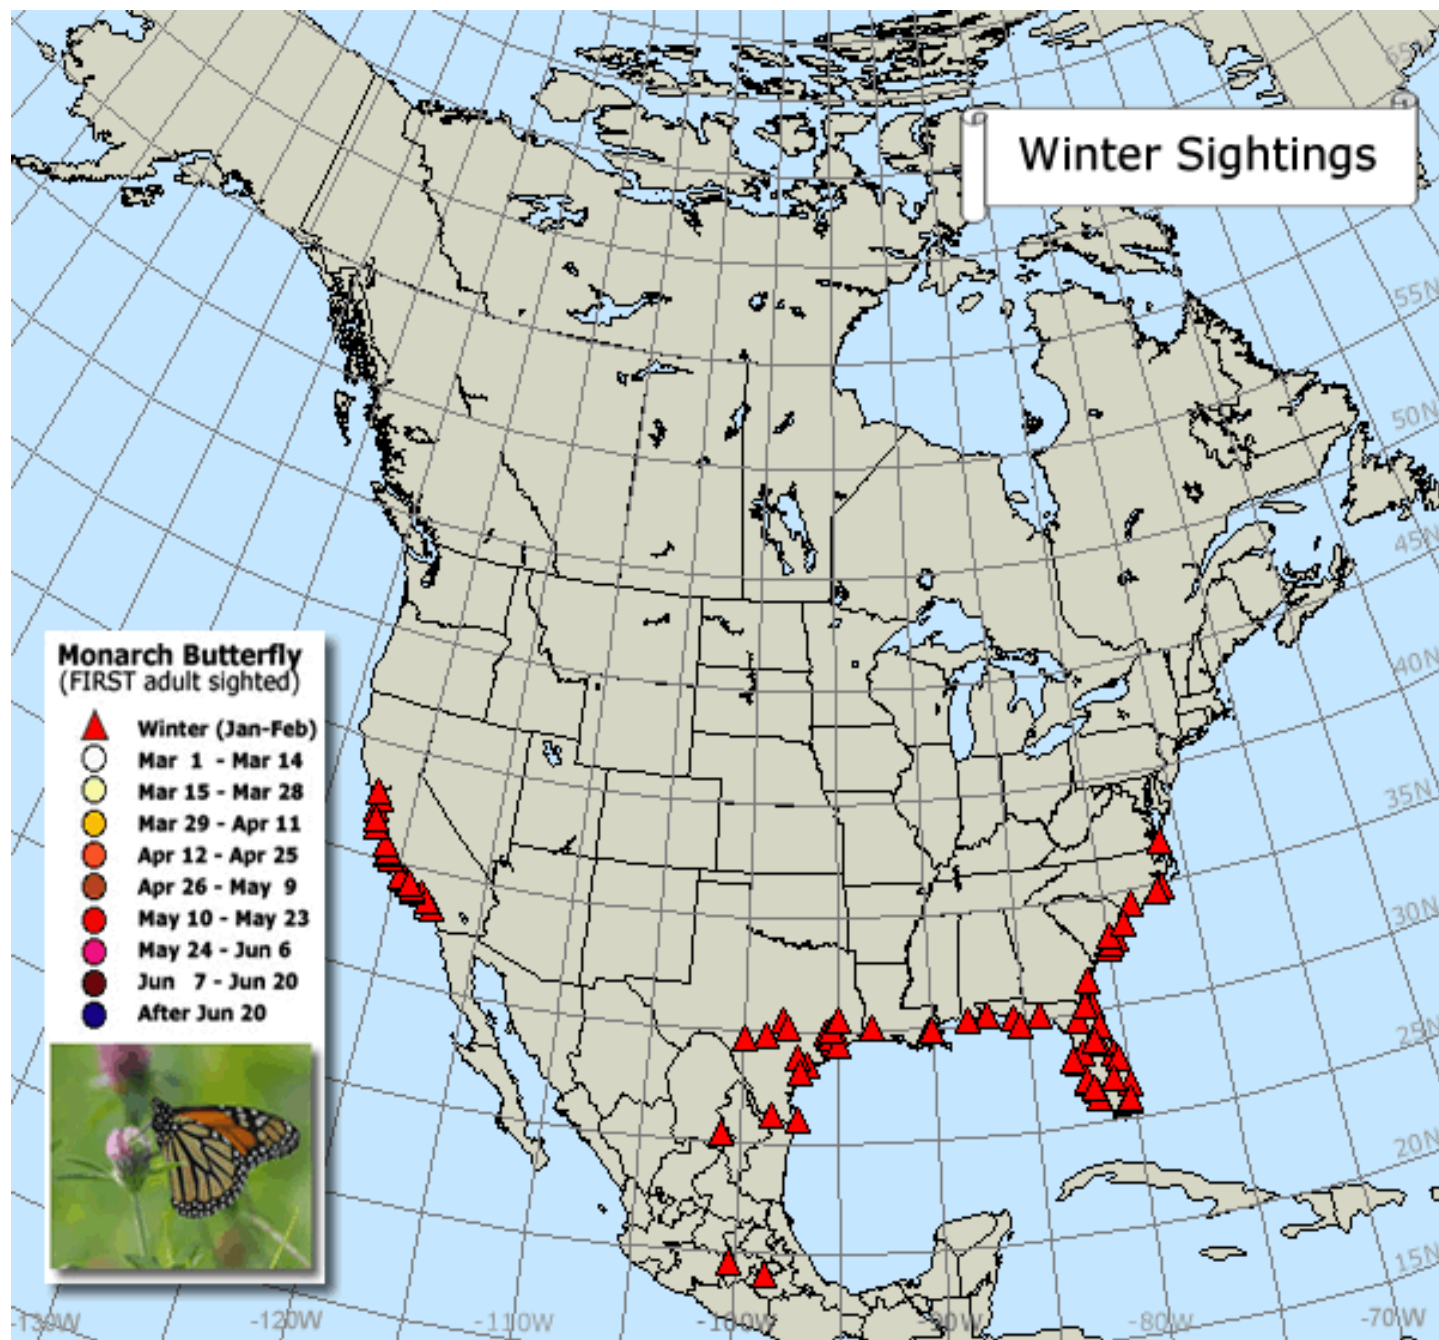 Winter Sightings
Monarch Butterfly
(FIRST adult sighted)
Winter (Jan-Feb)
Mar 1 - Mar 14
Mar 15 - Mar 28
Mar 29 - Apr 11
Apr 12 - Apr 25
Apr 26 - May 9
May 10 - May 23
May 24 - Jun 6
Jun 7 - Jun 20
After Jun 20
55N
50N
45N
40N
35N
30N
25N
20N
15N
-130W
-120W
-110W
-100W
-90W
-80W
-70W